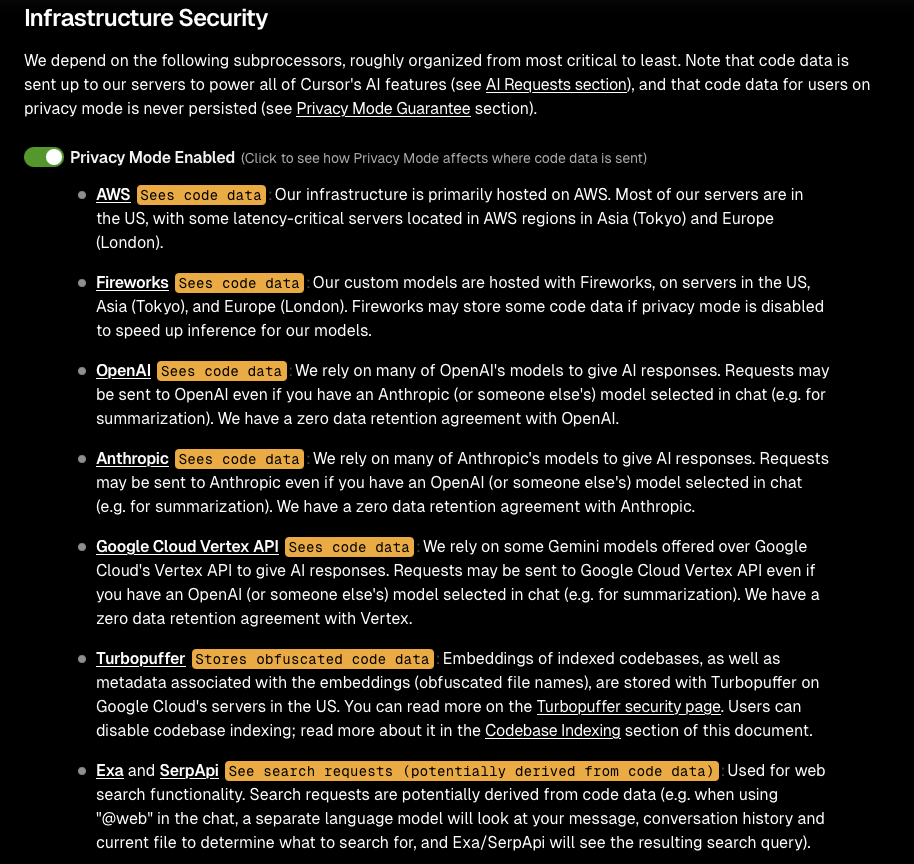 Infrastructure Security
We depend on the following subprocessors, roughly organized from most critical to least. Note that code data is
sent up to our servers to power all of Cursor's AI features (see AI Requests section), and that code data for users on
privacy mode is never persisted (see Privacy Mode Guarantee section).
Privacy Mode Enabled (Click to see how Privacy Mode affects where code data is sent)
AWS Sees code data: Our infrastructure is primarily hosted on AWS. Most of our servers are in
the US, with some latency-critical servers located in AWS regions in Asia (Tokyo) and Europe
(London).
Fireworks Sees code data: Our custom models are hosted with Fireworks, on servers in the US,
Asia (Tokyo), and Europe (London). Fireworks may store some code data if privacy mode is disabled
to speed up inference for our models.
OpenAI Sees code data: We rely on many of OpenAI's models to give AI responses. Requests may
be sent to OpenAI even if you have an Anthropic (or someone else's) model selected in chat (e.g. for
summarization). We have a zero data retention agreement with OpenAI.
Anthropic Sees code data: We rely on many of Anthropic's models to give AI responses. Requests
may be sent to Anthropic even if you have an OpenAI (or someone else's) model selected in chat
(e.g. for summarization). We have a zero data retention agreement with Anthropic.
Google Cloud Vertex API Sees code data: We rely on some Gemini models offered over Google
Cloud's Vertex API to give AI responses. Requests may be sent to Google Cloud Vertex API even if
you have an OpenAI (or someone else's) model selected in chat (e.g. for summarization). We have a
zero data retention agreement with Vertex.
Turbopuffer Stores obfuscated code data: Embeddings of indexed codebases, as well as
metadata associated with the embeddings (obfuscated file names), are stored with Turbopuffer on
Google Cloud's servers in the US. You can read more on the Turbopuffer security page. Users can
disable codebase indexing; read more about it in the Codebase Indexing section of this document.
Exa and SerpApi See search requests (potentially derived from code data): Used for web
search functionality. Search requests are potentially derived from code data (e.g. when using
"@web" in the chat, a separate language model will look at your message, conversation history and
current file to determine what to search for, and Exa/SerpApi will see the resulting search query).